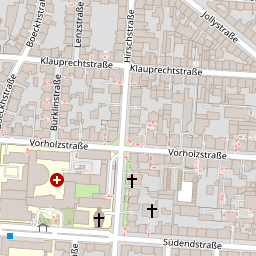 Boeckhstraße
Lenzstraße
Hirschstraße
Jollystraße
Klauprechtstraße
Klauprechtstraße
Boeckhstraße
Bürklinstraße
Vorholzstraße
Vorholzstraße
Südendstraße